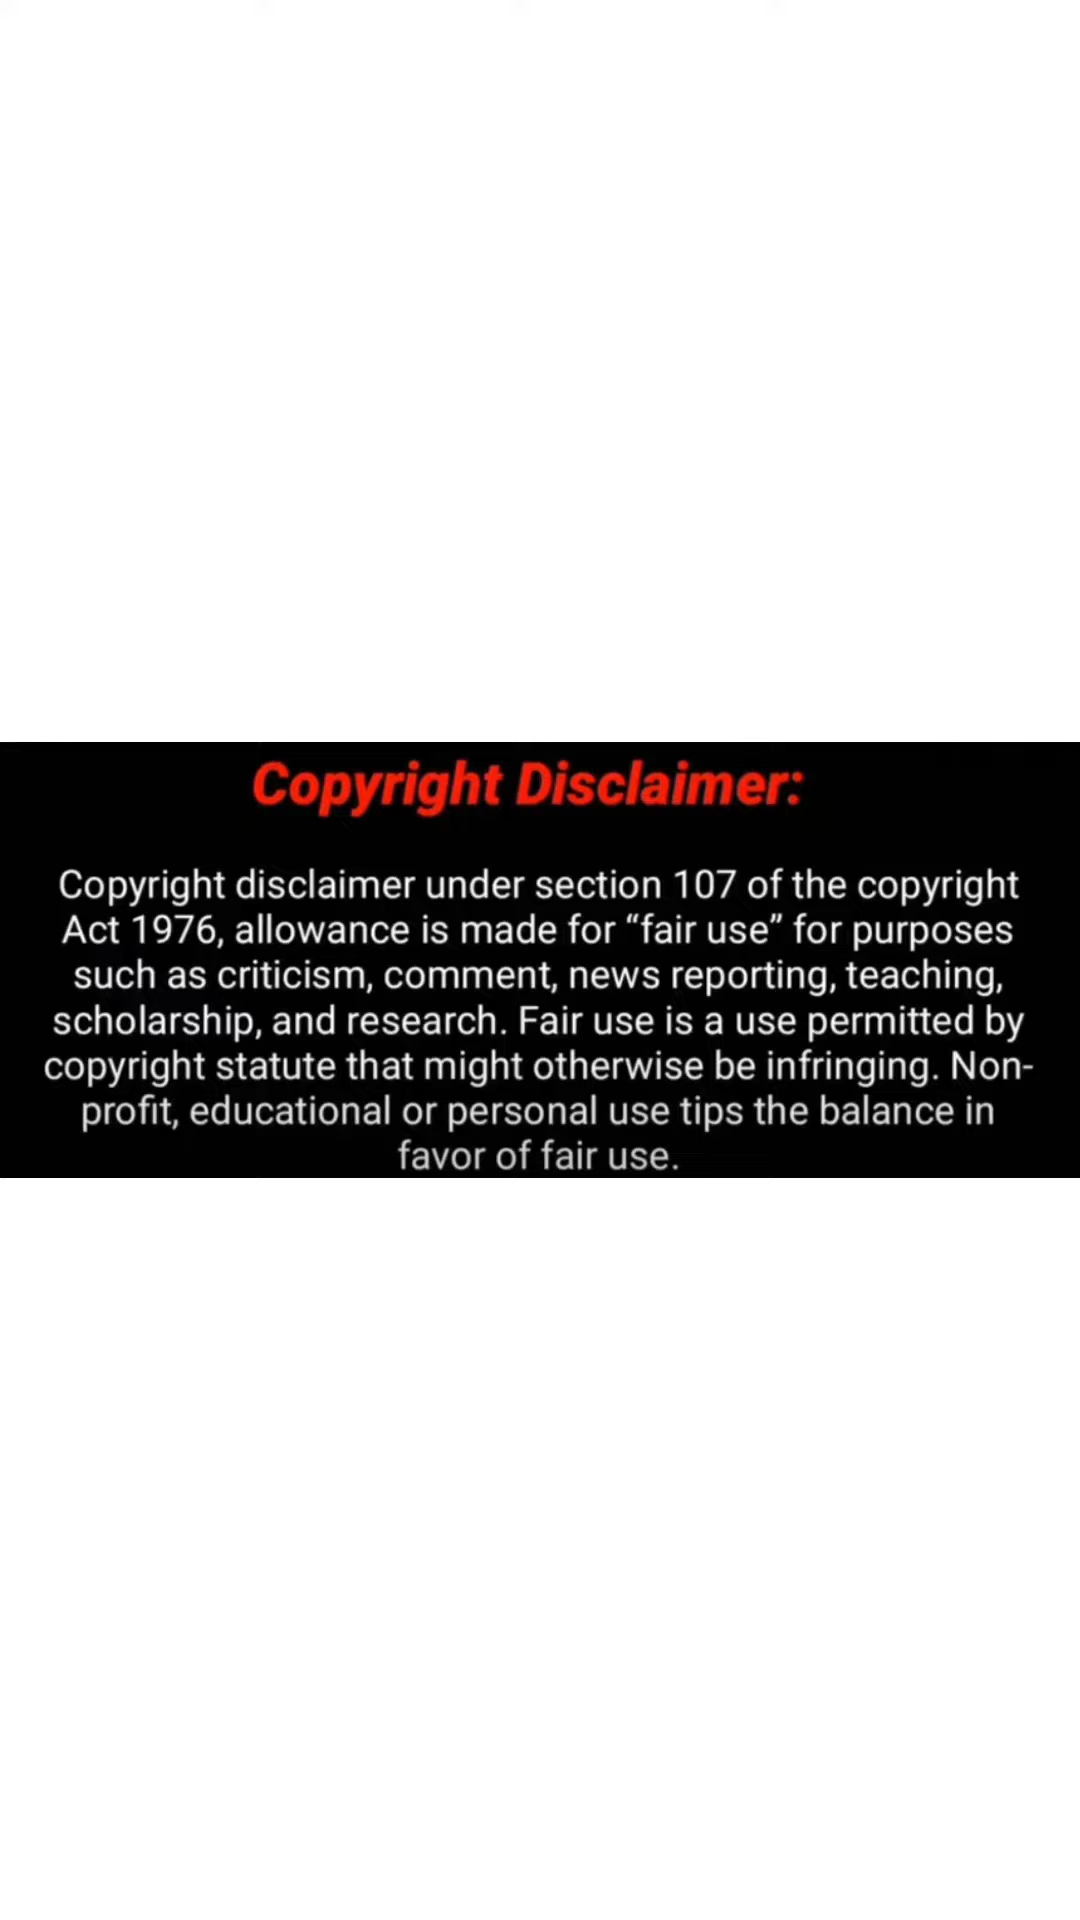 Copyright Disclaimer:
Copyright disclaimer under section 107 of the copyright
Act 1976, allowance is made for “fair use” for purposes
such as criticism, comment, news reporting, teaching,
scholarship, and research. Fair use is a use permitted by
copyright statute that might otherwise be infringing. Non-
profit, educational or personal use tips the balance in
favor of fair use.